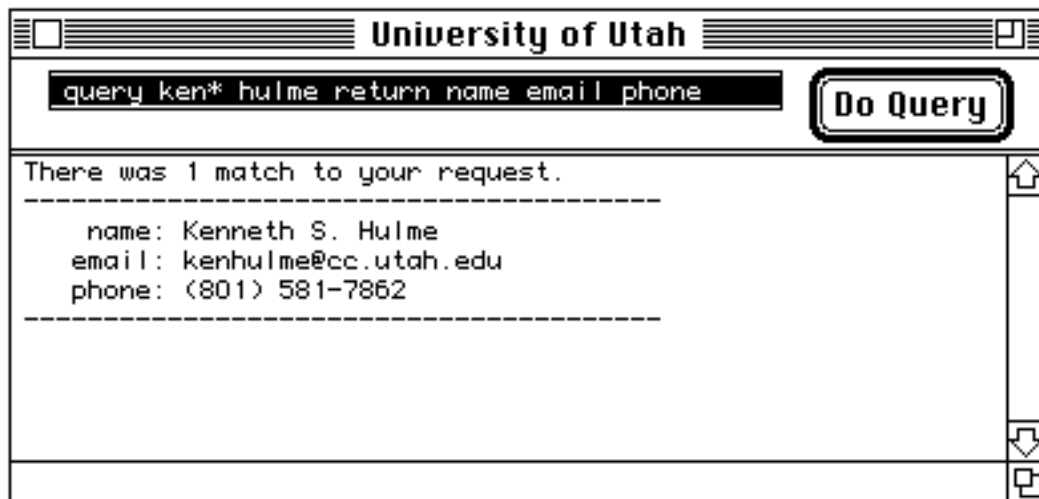 University of Utah
query ken* hulme return name email phone
Do Query
There was 1 match to your request.
----------------------------------------
name: Kenneth S. Hulme
email: kenhulme@cc.utah.edu
phone: (801) 581-7862
----------------------------------------